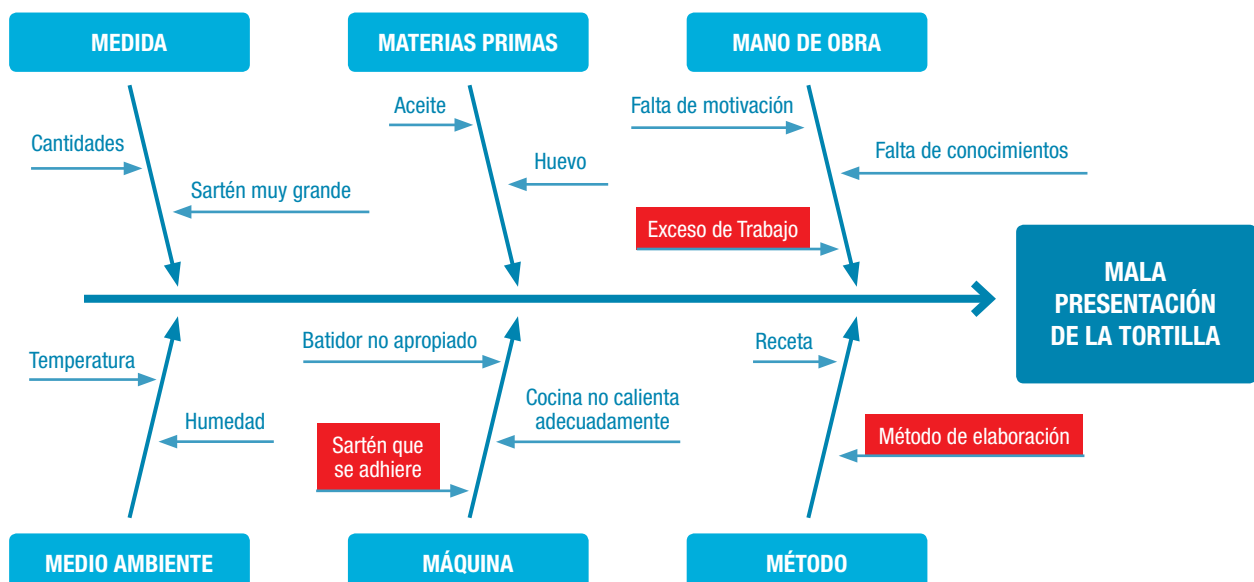 MEDIDA
MATERIAS PRIMAS
MANO DE OBRA
Aceite
Falta de motivación
Cantidades
Huevo
Falta de conocimientos
Sartén muy grande
Exceso de Trabajo
MALA
PRESENTACIÓN
DE LA TORTILLA
Batidor no apropiado
Receta
Temperatura
Cocina no calienta
adecuadamente
Humedad
Sartén que
se adhiere
Método de elaboración
MEDIO AMBIENTE
MÁQUINA
MÉTODO